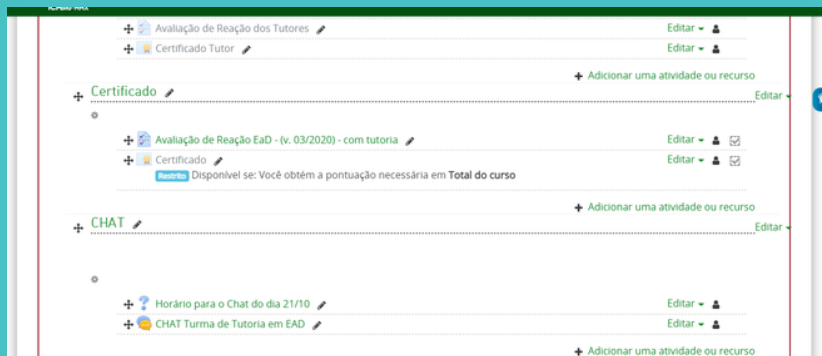 Avaliação de Reação dos Tutores Editar
Certificado Tutor Editar
Adicionar uma atividade ou recurso
Certificado Editar
Avaliação de Reação EaD - (v. 03/2020) - com tutoria Editar
Certificado Editar
Restrito Disponível se: Você obtém a pontuação necessária em Total do curso
Adicionar uma atividade ou recurso
CHAT Editar
Horário para o Chat do dia 21/10 Editar
CHAT Turma de Tutoria em EAD Editar
Adicionar uma atividade ou recurso